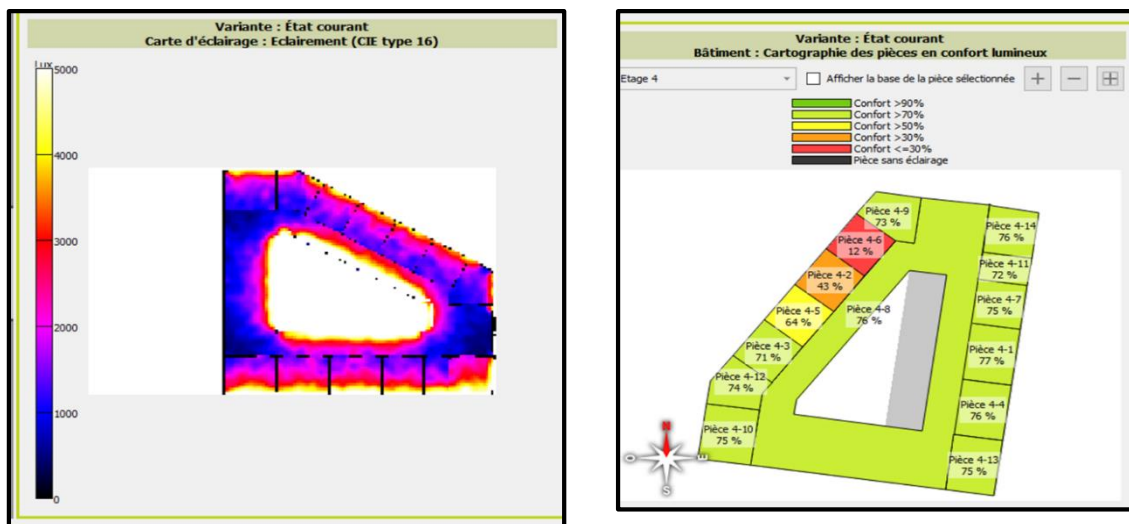 Variante : État courant
Carte d'éclairage : Eclairement (CIE type 16)
Lux
5000
4000
3000
2000
1000
0
Variante : État courant
Bâtiment : Cartographie des pièces en confort lumineux
Etage 4
Afficher la base de la pièce sélectionnée
Confort >90%
Confort >70%
Confort >50%
Confort >30%
Confort <=30%
Pièce sans éclairage
Pièce 4-9
73 %
Pièce 4-14
76 %
Pièce 4-6
12 %
Pièce 4-11
72 %
Pièce 4-2
43 %
Pièce 4-7
75 %
Pièce 4-8
76 %
Pièce 4-5
64 %
Pièce 4-3
71 %
Pièce 4-1
77 %
Pièce 4-12
74 %
Pièce 4-4
76 %
Pièce 4-10
75 %
Pièce 4-13
75 %
N
O
E
S